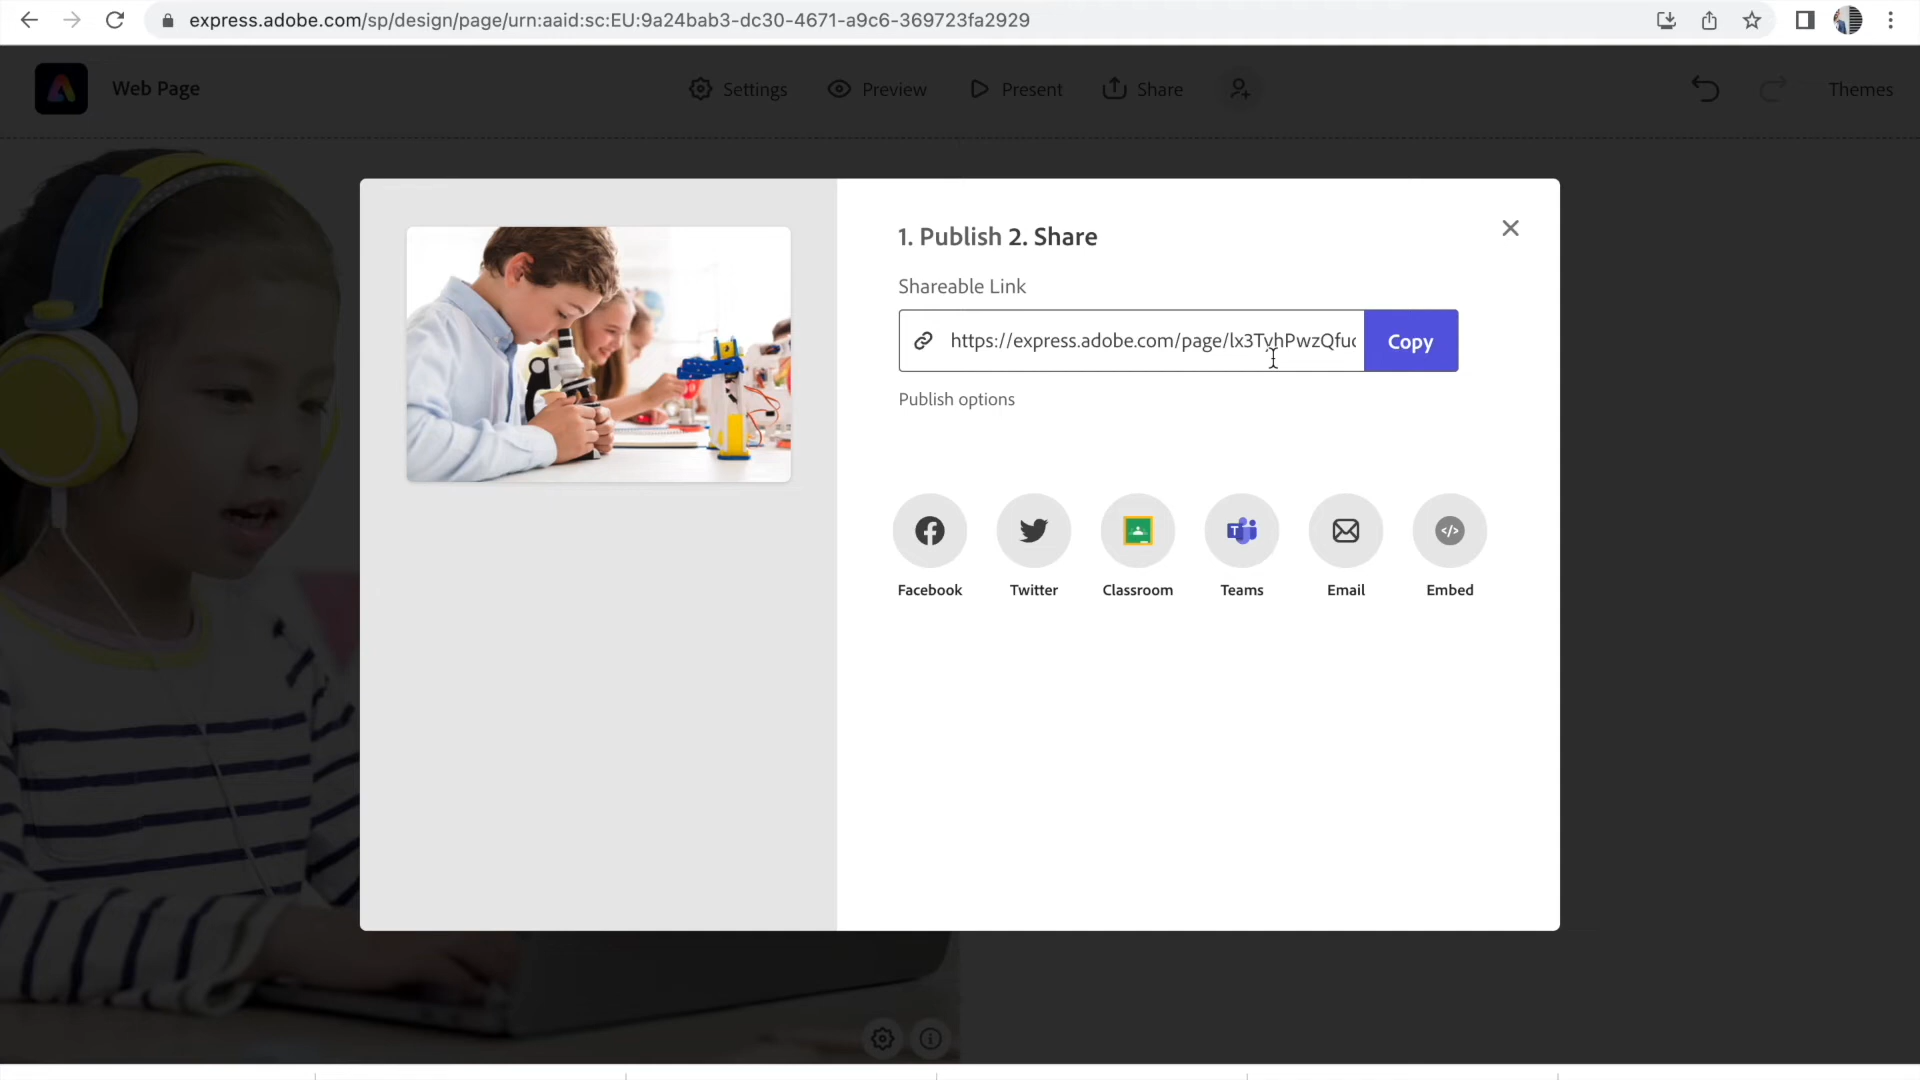 express.adobe.com/sp/design/page/urn:aaid:sc:EU:9a24bab3-dc30-4671-a9c6-369723fa2929
Web Page
Settings
Preview
Present
Share
Themes
1. Publish 2. Share
Shareable Link
https://express.adobe.com/page/lx3TvhPwzQfuc
Copy
Publish options
Facebook
Twitter
Classroom
Teams
Email
Embed